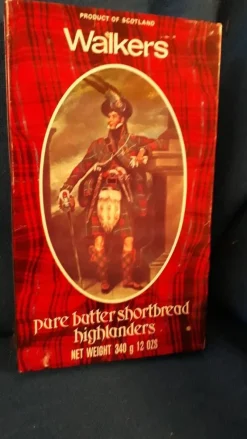 PRODUCT OF SCOTLAND
Walkers
pure butter shortbread
highlanders
NET WEIGHT 340 g 12 OZS